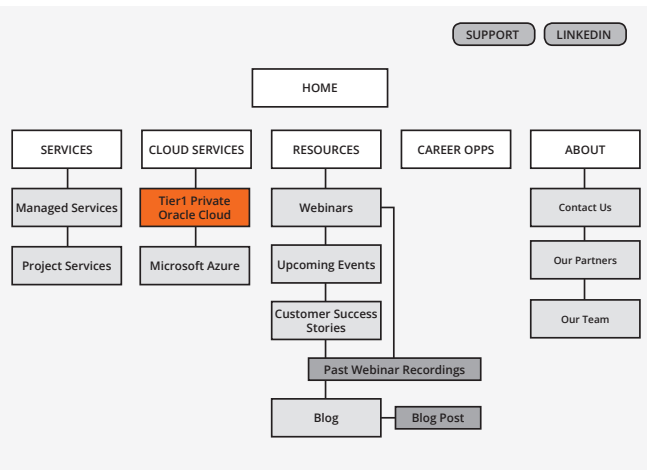 SUPPORT
LINKEDIN
HOME
SERVICES
CLOUD SERVICES
RESOURCES
CAREER OPPS
ABOUT
Managed Services
Tier1 Private
Oracle Cloud
Webinars
Contact Us
Project Services
Microsoft Azure
Upcoming Events
Our Partners
Customer Success
Stories
Our Team
Past Webinar Recordings
Blog
Blog Post